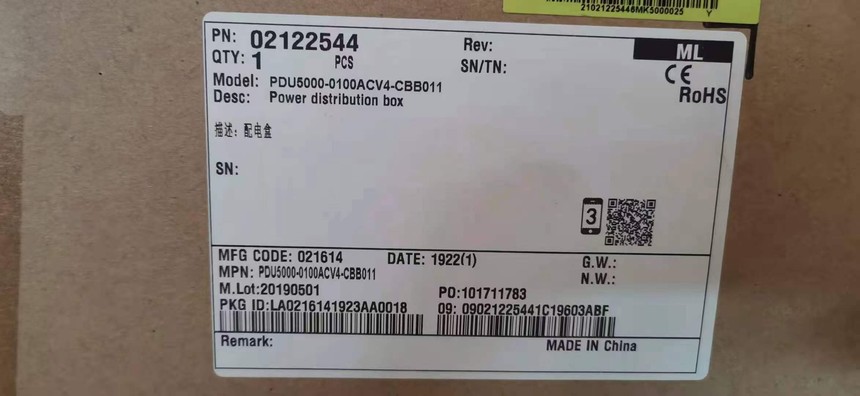 21021225448MK5000025 Y
PN: 02122544 Rev: ML
QTY: 1 PCS SN/TN: CE
Model: PDU5000-0100ACV4-CBB011 RoHS
Desc: Power distribution box
描述: 配电盒
SN:
3
MFG CODE: 021614 DATE: 1922(1) G.W.:
MPN: PDU5000-0100ACV4-CBB011 N.W.:
M.Lot:20190501 PO:101711783
PKG ID:LA0216141923AA0018 09: 09021225441C19603ABF
Remark: MADE IN China